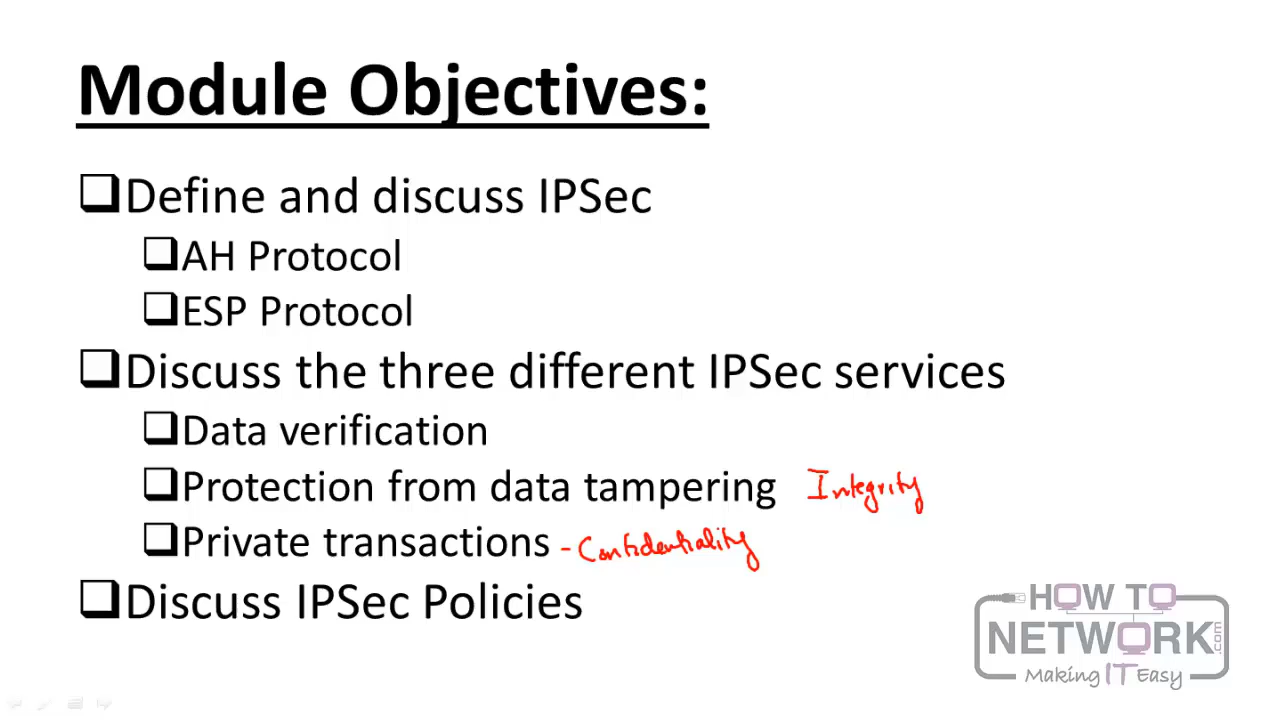 Module Objectives:
Define and discuss IPSec
AH Protocol
ESP Protocol
Discuss the three different IPSec services
Data verification
Protection from data tampering Integrity
Private transactions - Confidentiality
Discuss IPSec Policies
HOW TO
NETWORK.com
Making IT Easy